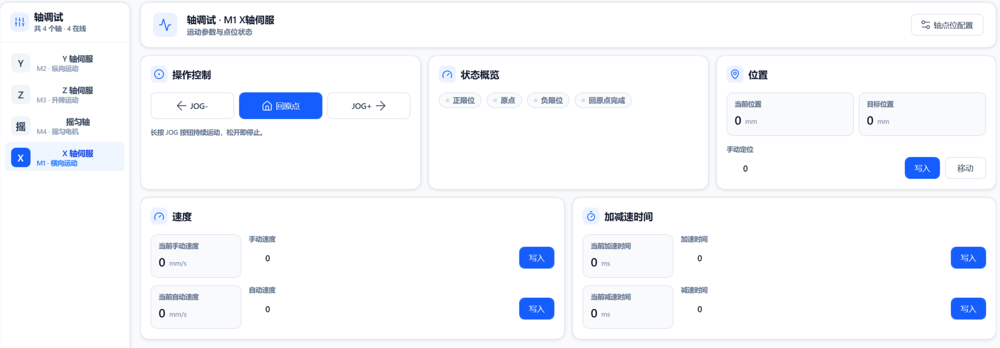 轴调试
共 4 个轴 · 4 在线
Y
Y 轴伺服
M2 · 纵向运动
Z
Z 轴伺服
M3 · 升降运动
摇
摇匀轴
M4 · 摇匀电机
X
X 轴伺服
M1 · 横向运动
轴调试 · M1 X轴伺服
运动参数与点位状态
轴点位配置
操作控制
JOG-
回原点
JOG+
长按 JOG 按钮持续运动，松开即停止。
状态概览
正限位
原点
负限位
回原点完成
位置
当前位置
0 mm
目标位置
0 mm
手动定位
0
写入
移动
速度
当前手动速度
0 mm/s
手动速度
0
写入
当前自动速度
0 mm/s
自动速度
0
写入
加减速时间
当前加速时间
0 ms
加速时间
0
写入
当前减速时间
0 ms
减速时间
0
写入